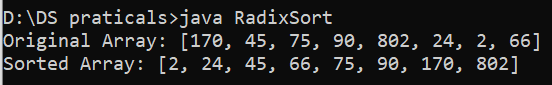 D:\DS praticals>java RadixSort
Original Array: [170, 45, 75, 90, 802, 24, 2, 66]
Sorted Array: [2, 24, 45, 66, 75, 90, 170, 802]